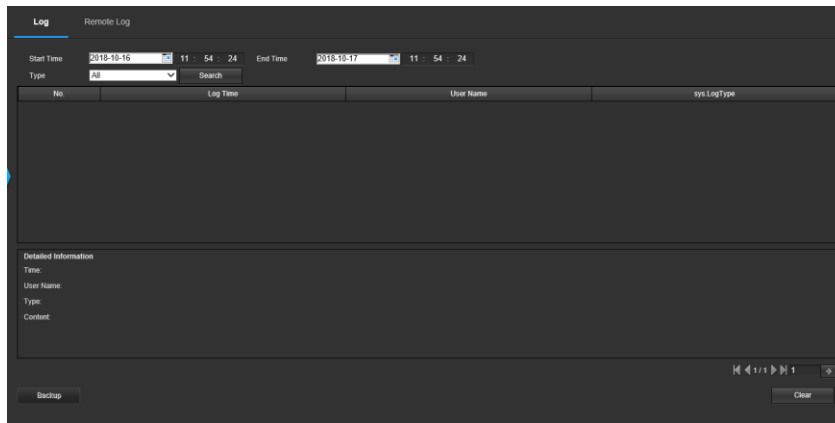 Log Remote Log
Start Time 2018-10-16 11 : 54 : 24 End Time 2018-10-17 11 : 54 : 24
Type All Search
No. Log Time User Name sys.LogType
Detailed Information
Time:
User Name:
Type:
Content:
1/1 1
Backup Clear